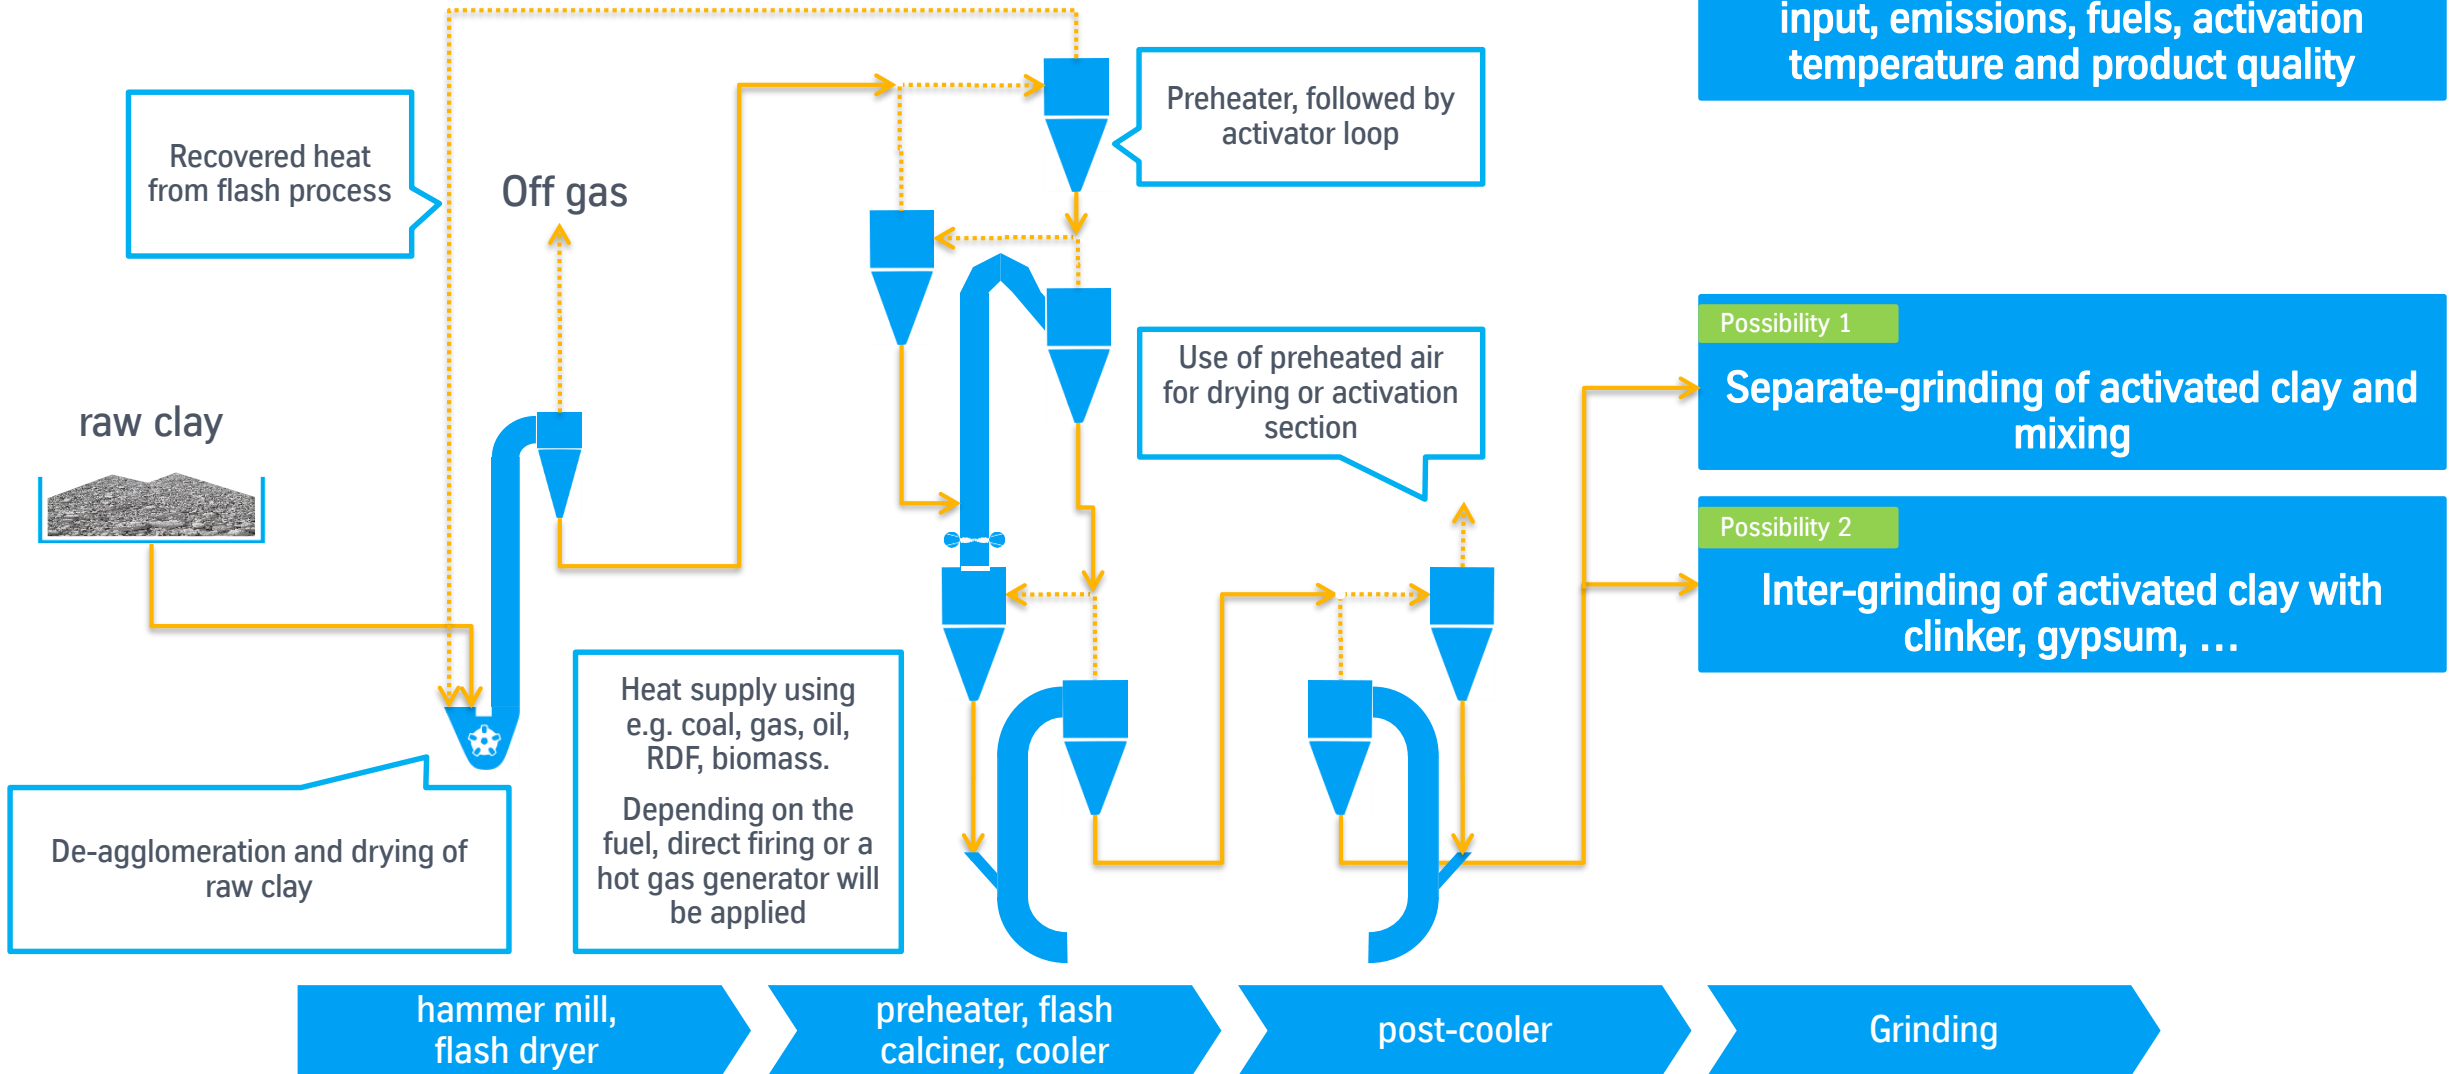 input, emissions, fuels, activation
temperature and product quality
Preheater, followed by
activator loop
Recovered heat
from flash process
Off gas
raw clay
Use of preheated air
for drying or activation
section
Possibility 1
Separate-grinding of activated clay and
mixing
Possibility 2
Inter-grinding of activated clay with
clinker, gypsum, …
Heat supply using
e.g. coal, gas, oil,
RDF, biomass.
Depending on the
fuel, direct firing or a
hot gas generator will
be applied
De-agglomeration and drying of
raw clay
hammer mill,
flash dryer
preheater, flash
calciner, cooler
post-cooler
Grinding